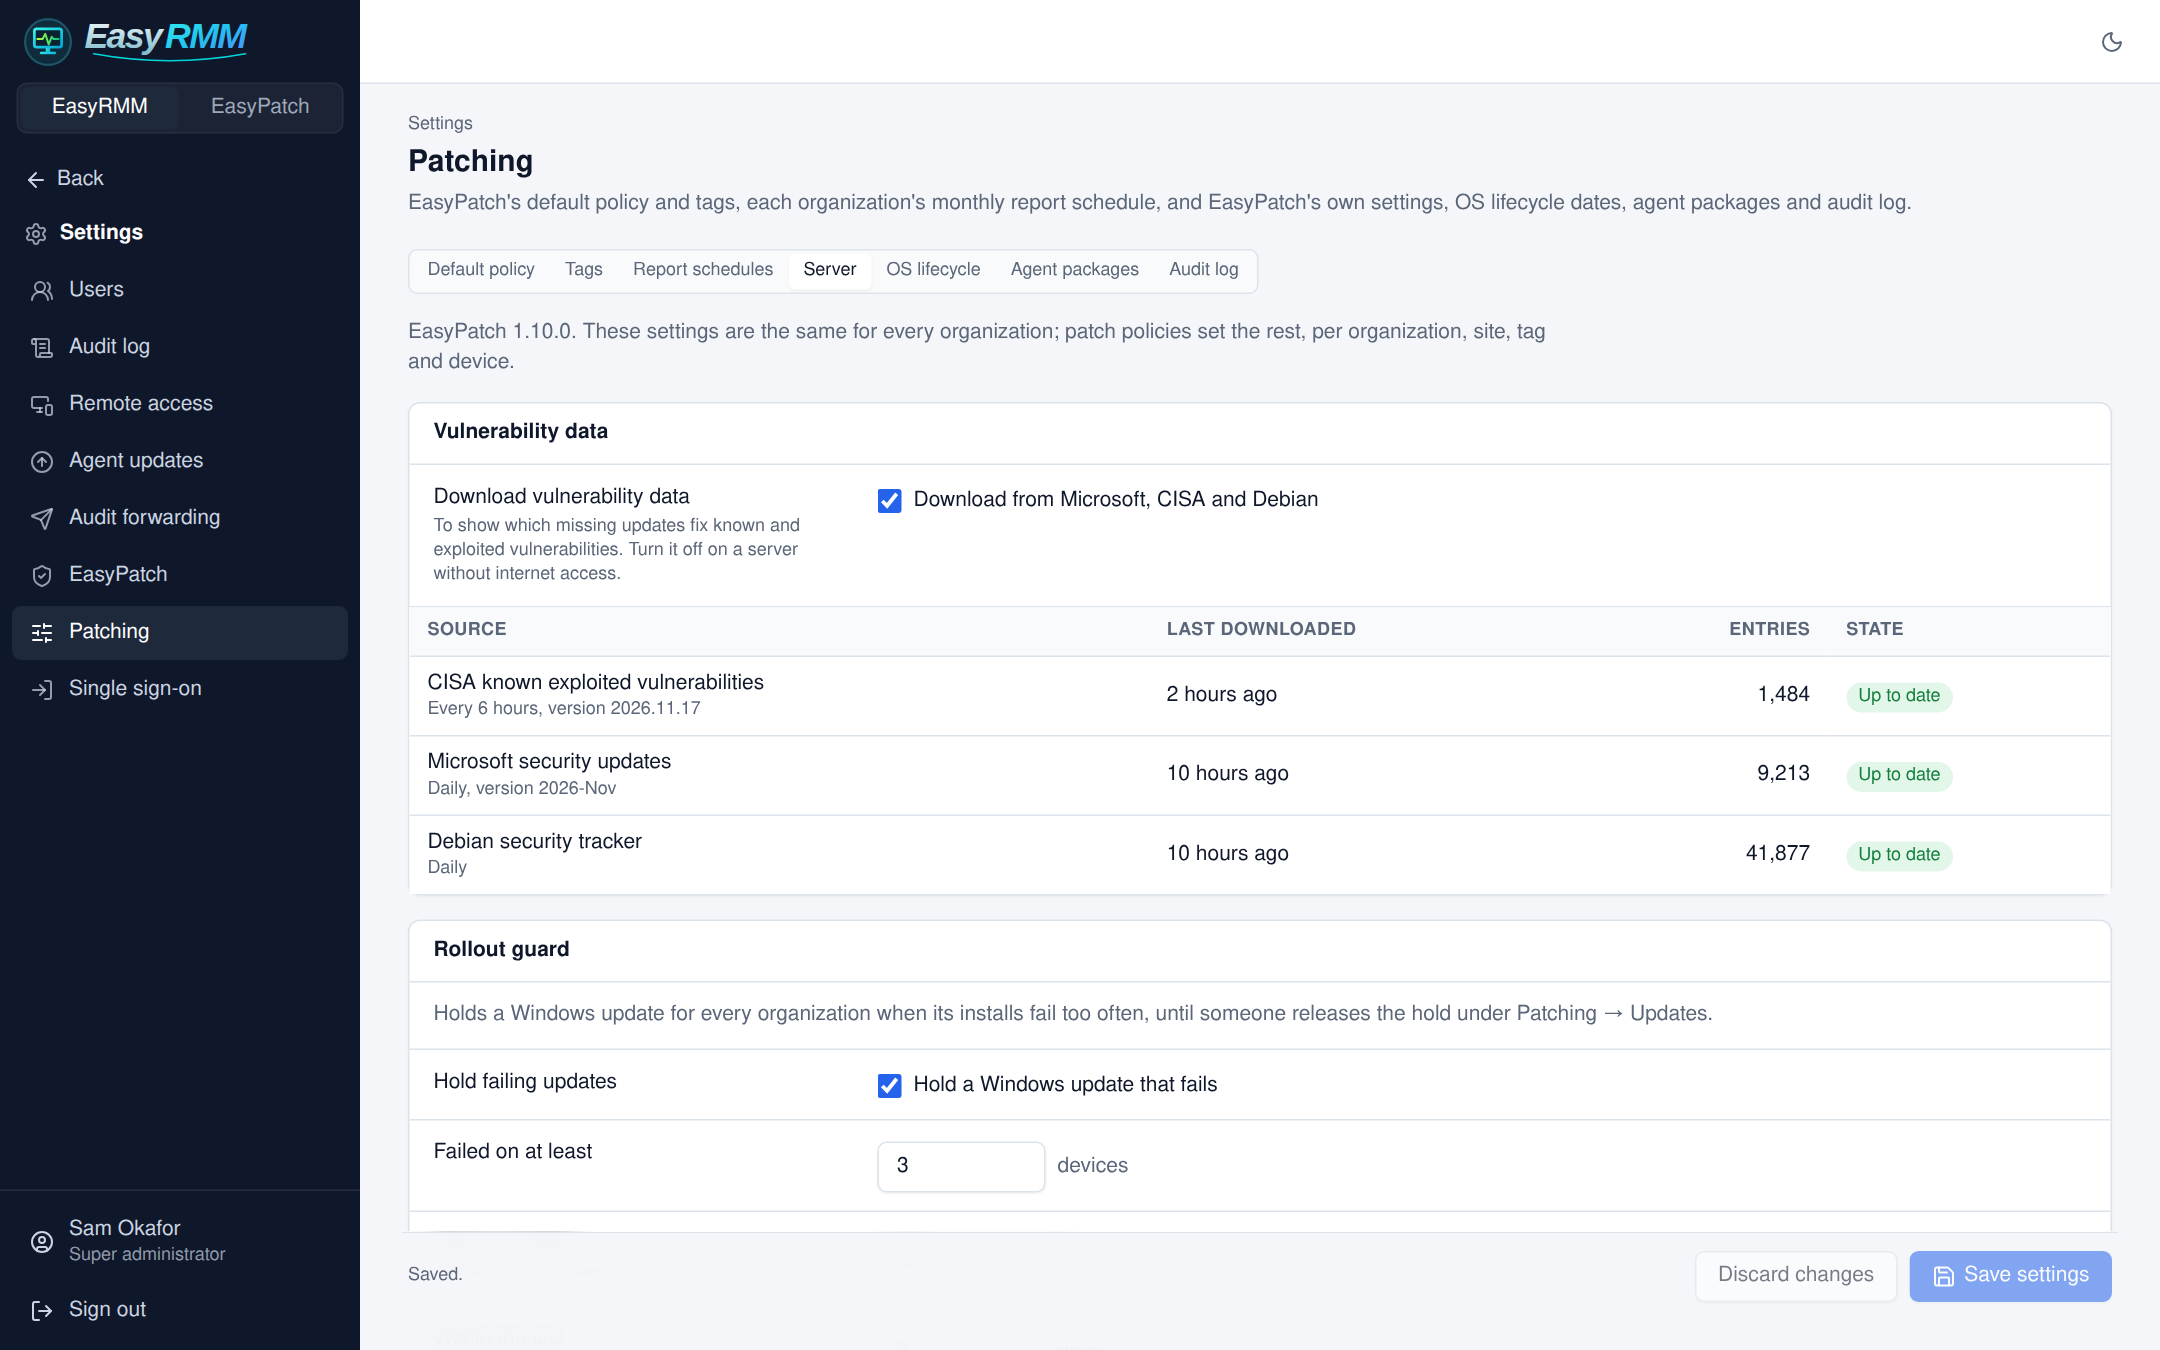 EasyRMM
EasyRMM
EasyPatch
Back
Settings
Users
Audit log
Remote access
Agent updates
Audit forwarding
EasyPatch
Patching
Single sign-on
Sam Okafor
Super administrator
Sign out
Settings
Patching
EasyPatch's default policy and tags, each organization's monthly report schedule, and EasyPatch's own settings, OS lifecycle dates, agent packages and audit log.
Default policy
Tags
Report schedules
Server
OS lifecycle
Agent packages
Audit log
EasyPatch 1.10.0. These settings are the same for every organization; patch policies set the rest, per organization, site, tag
and device.
Vulnerability data
Download vulnerability data
To show which missing updates fix known and
exploited vulnerabilities. Turn it off on a server
without internet access.
Download from Microsoft, CISA and Debian
SOURCE
LAST DOWNLOADED
ENTRIES
STATE
CISA known exploited vulnerabilities
Every 6 hours, version 2026.11.17
2 hours ago
1,484
Up to date
Microsoft security updates
Daily, version 2026-Nov
10 hours ago
9,213
Up to date
Debian security tracker
Daily
10 hours ago
41,877
Up to date
Rollout guard
Holds a Windows update for every organization when its installs fail too often, until someone releases the hold under Patching → Updates.
Hold failing updates
Hold a Windows update that fails
Failed on at least
3
devices
Saved.
Discard changes
Save settings